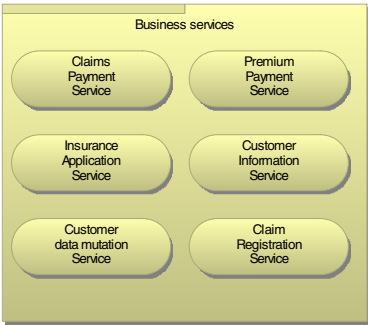 Business services
Claims
Payment
Service
Premium
Payment
Service
Insurance
Application
Service
Customer
Information
Service
Customer
data mutation
Service
Claim
Registration
Service